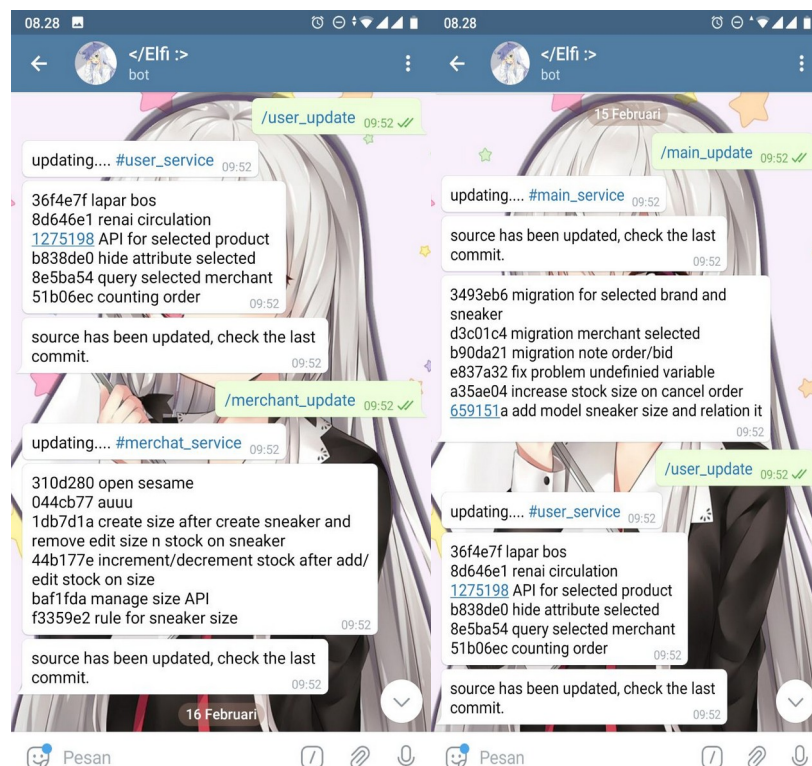 08.28
</Elfi :>
bot
/user_update 09:52
updating.... #user_service 09:52
36f4e7f lapar bos
8d646e1 renai circulation
1275198 API for selected product
b838de0 hide attribute selected
8e5ba54 query selected merchant
51b06ec counting order 09:52
source has been updated, check the last
commit. 09:52
/merchant_update 09:52
updating.... #merchat_service 09:52
310d280 open sesame
044cb77 auuu
1db7d1a create size after create sneaker and
remove edit size n stock on sneaker
44b177e increment/decrement stock after add/
edit stock on size
baf1fda manage size API
f3359e2 rule for sneaker size 09:52
source has been updated, check the last
commit. 09:52
16 Februari
Pesan
08.28
</Elfi :>
bot
15 Februari
/main_update 09:52
updating.... #main_service 09:52
source has been updated, check the last
commit. 09:52
3493eb6 migration for selected brand and
sneaker
d3c01c4 migration merchant selected
b90da21 migration note order/bid
e837a32 fix problem undefinied variable
a35ae04 increase stock size on cancel order
659151a add model sneaker size and relation it
09:52
/user_update 09:52
updating.... #user_service 09:52
36f4e7f lapar bos
8d646e1 renai circulation
1275198 API for selected product
b838de0 hide attribute selected
8e5ba54 query selected merchant
51b06ec counting order 09:52
source has been updated, check the last
commit. 09:52
Pesan